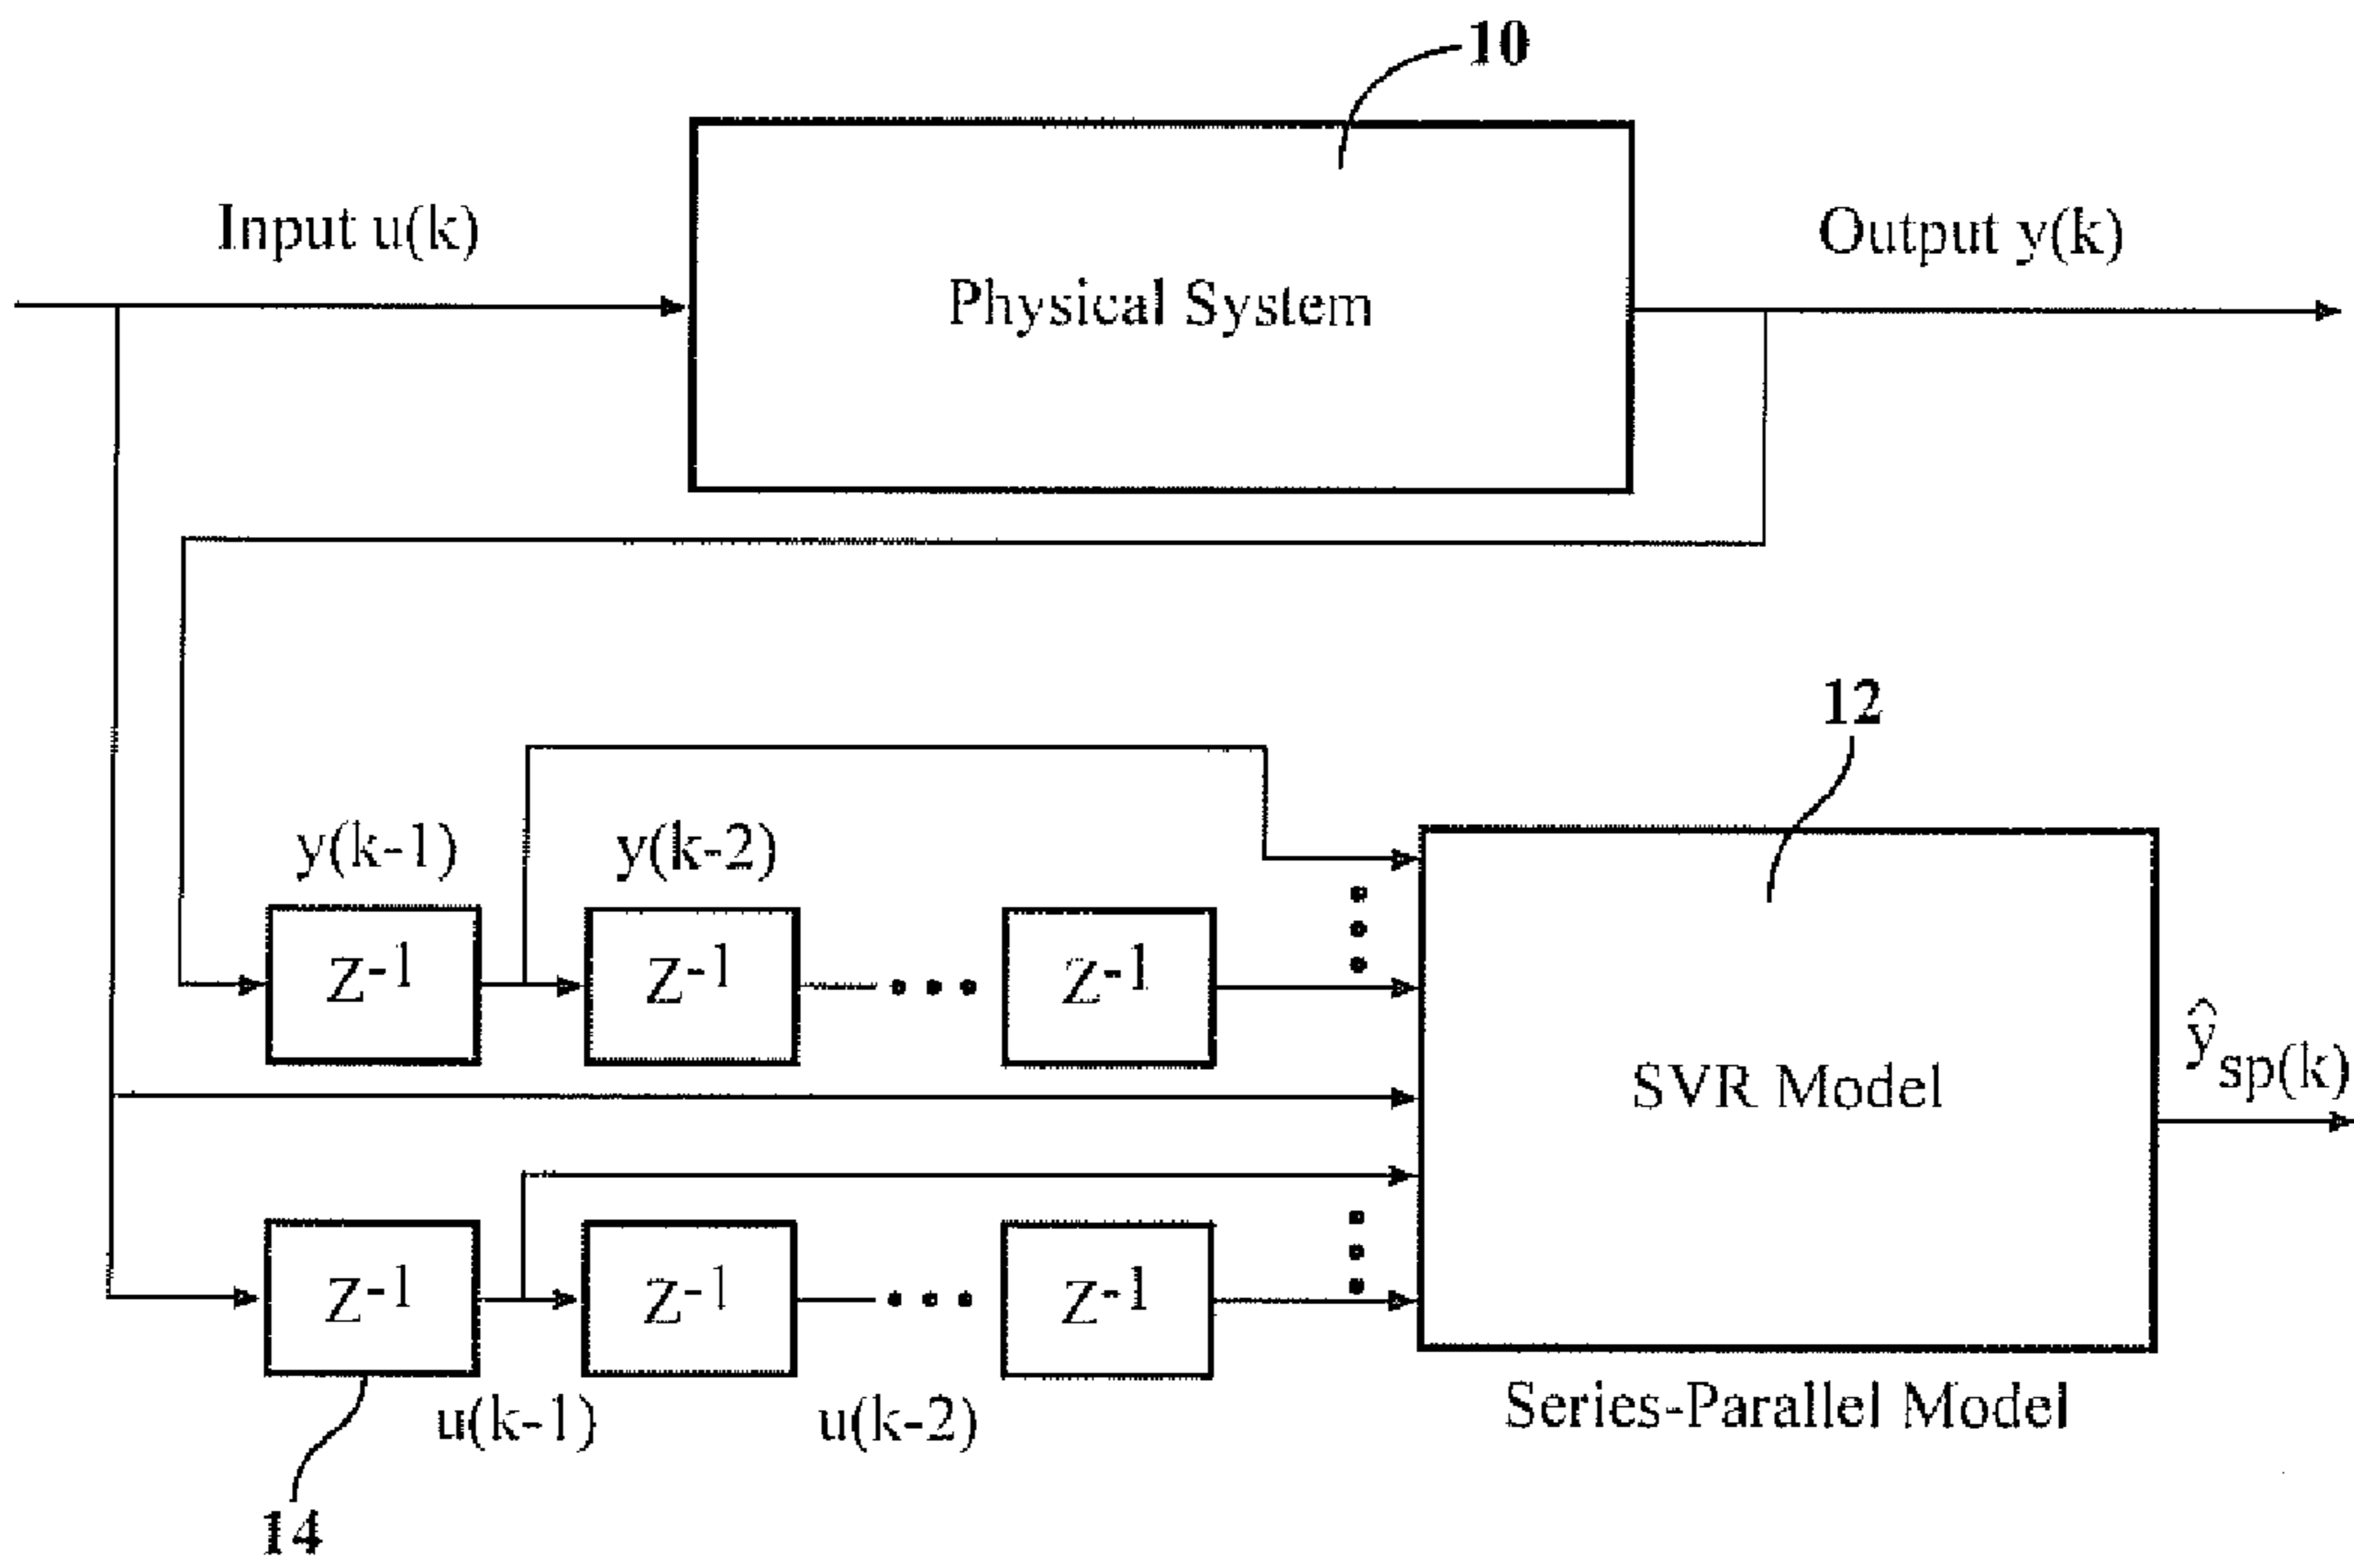 10
Input u(k)
Output y(k)
Physical System
12
y(k-1)
y(k-2)
Z-1
Z-1
Z-1
SVR Model
ŷsp(k)
Z-1
Z-1
Z-1
u(k-1)
u(k-2)
Series-Parallel Model
14